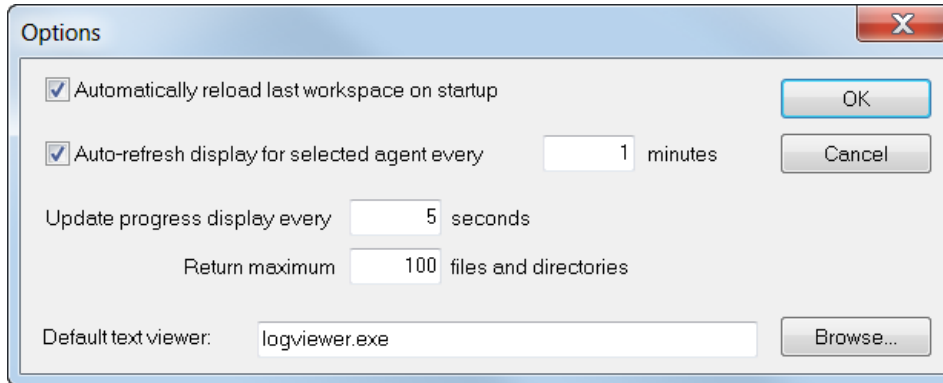 Options
Automatically reload last workspace on startup
OK
Auto-refresh display for selected agent every 1 minutes
Cancel
Update progress display every 5 seconds
Return maximum 100 files and directories
Default text viewer: logviewer.exe Browse...